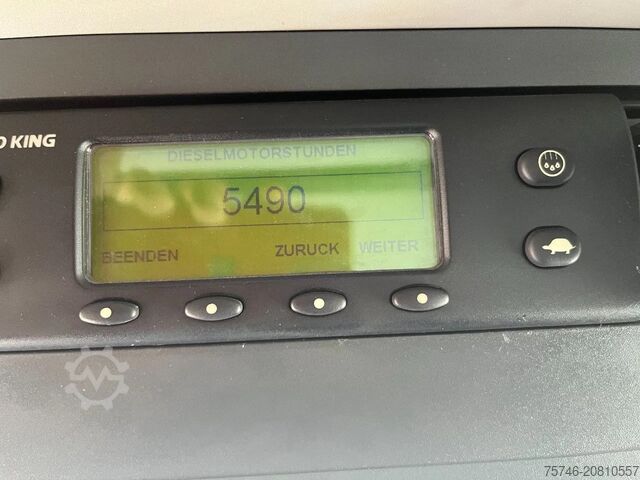 O KING
DIESELMOTORSTUNDEN
5490
BEENDEN ZURUCK WEITER
75746-20810557